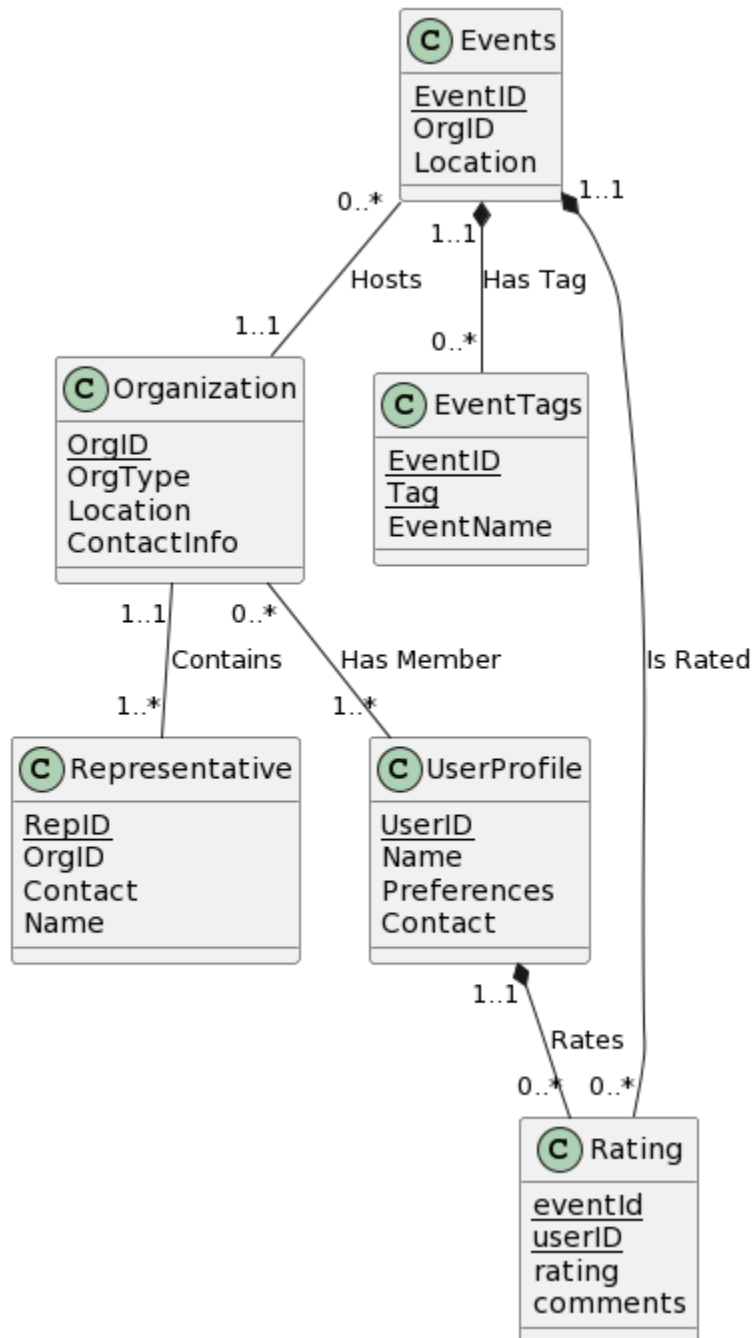 C Events
EventID
OrgID
Location
0..*
1..1
1..1
Hosts
Has Tag
1..1
0..*
C Organization
OrgID
OrgType
Location
ContactInfo
C EventTags
EventID
Tag
EventName
1..1
0..*
Contains
Has Member
Is Rated
1..*
1..*
C Representative
RepID
OrgID
Contact
Name
C UserProfile
UserID
Name
Preferences
Contact
1..1
Rates
0..*
0..*
C Rating
eventId
userID
rating
comments